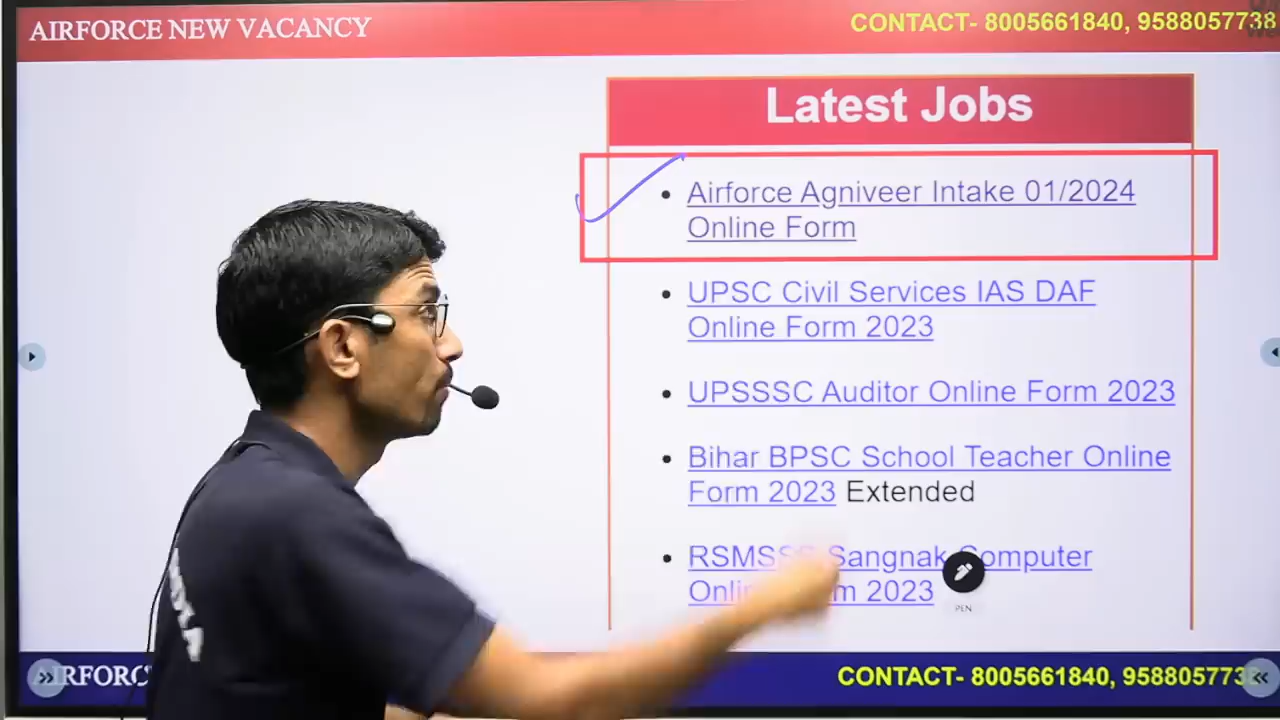 AIRFORCE NEW VACANCY
CONTACT- 8005661840, 9588057738
Latest Jobs
Airforce Agniveer Intake 01/2024
Online Form
UPSC Civil Services IAS DAF
Online Form 2023
UPSSSC Auditor Online Form 2023
Bihar BPSC School Teacher Online
Form 2023 Extended
Sangnak Computer
2023
PEN
CONTACT- 8005661840,